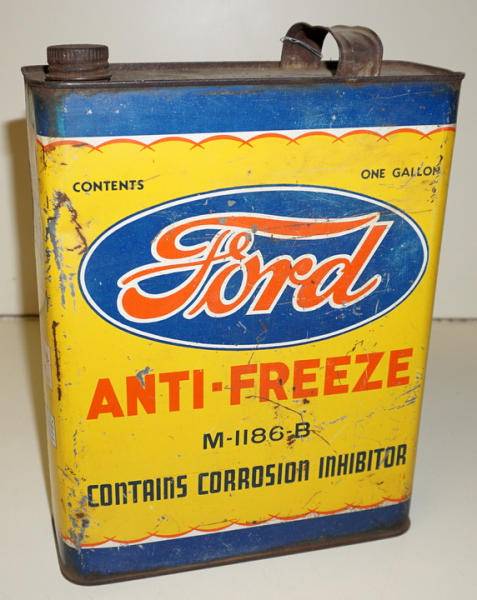 CONTENTS ONE GALLON
Ford
ANTI-FREEZE
M-1186-B
CONTAINS CORROSION INHIBITOR